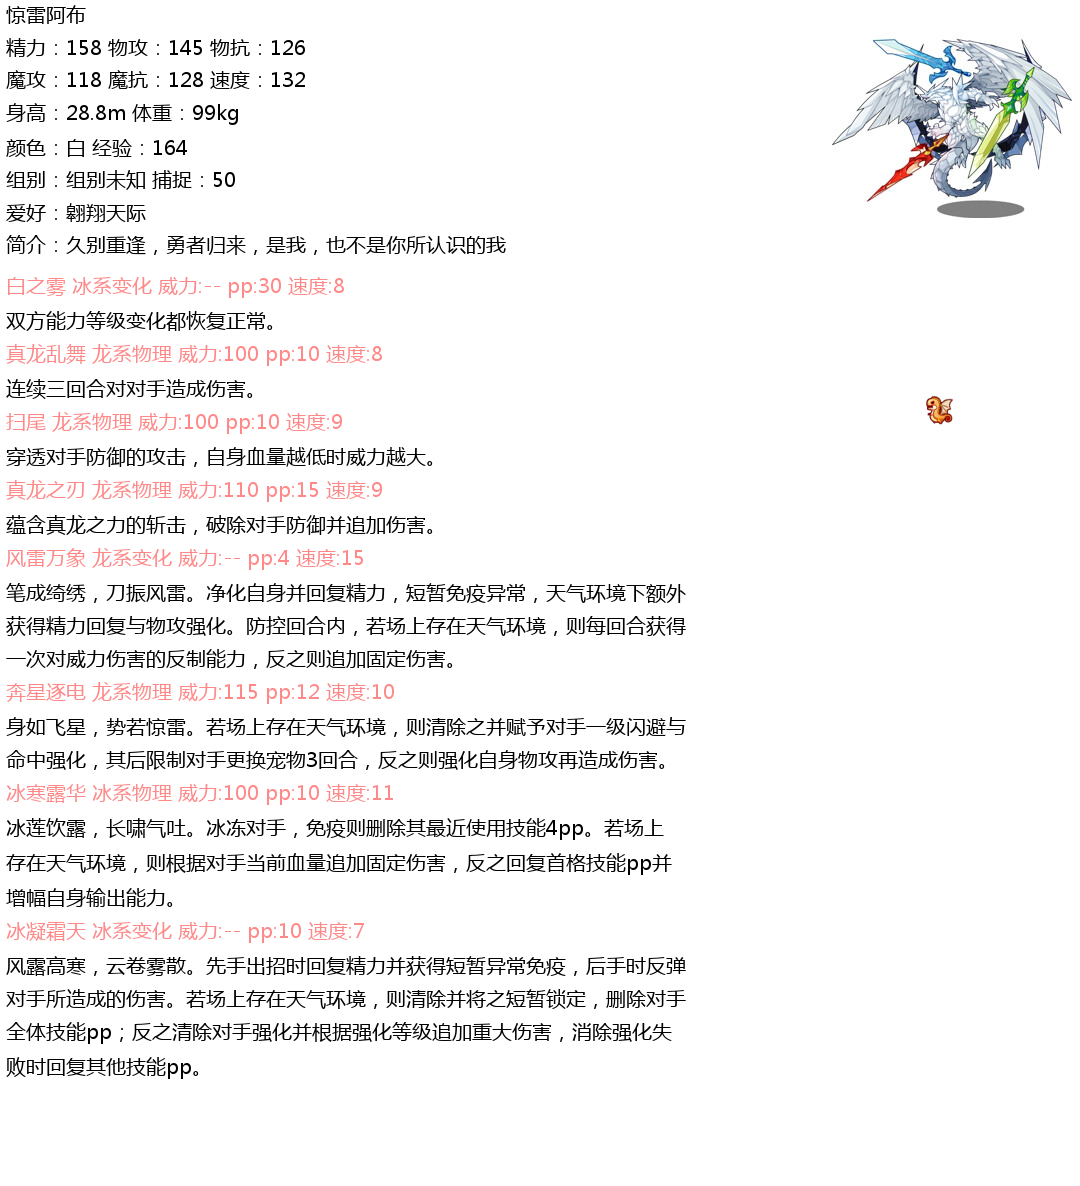 惊雷阿布
精力：158 物攻：145 物抗：126
魔攻：118 魔抗：128 速度：132
身高：28.8m 体重：99kg
颜色：白 经验：164
组别：组别未知 捕捉：50
爱好：翱翔天际
简介：久别重逢，勇者归来，是我，也不是你所认识的我
白之雾 冰系变化 威力:-- pp:30 速度:8
双方能力等级变化都恢复正常。
真龙乱舞 龙系物理 威力:100 pp:10 速度:8
连续三回合对对手造成伤害。
扫尾 龙系物理 威力:100 pp:10 速度:9
穿透对手防御的攻击，自身血量越低时威力越大。
真龙之刃 龙系物理 威力:110 pp:15 速度:9
蕴含真龙之力的斩击，破除对手防御并追加伤害。
风雷万象 龙系变化 威力:-- pp:4 速度:15
笔成绮绣，刀振风雷。净化自身并回复精力，短暂免疫异常，天气环境下额外
获得精力回复与物攻强化。防控回合内，若场上存在天气环境，则每回合获得
一次对威力伤害的反制能力，反之则追加固定伤害。
奔星逐电 龙系物理 威力:115 pp:12 速度:10
身如飞星，势若惊雷。若场上存在天气环境，则清除之并赋予对手一级闪避与
命中强化，其后限制对手更换宠物3回合，反之则强化自身物攻再造成伤害。
冰寒露华 冰系物理 威力:100 pp:10 速度:11
冰莲饮露，长啸气吐。冰冻对手，免疫则删除其最近使用技能4pp。若场上
存在天气环境，则根据对手当前血量追加固定伤害，反之回复首格技能pp并
增幅自身输出能力。
冰凝霜天 冰系变化 威力:-- pp:10 速度:7
风露高寒，云卷雾散。先手出招时回复精力并获得短暂异常免疫，后手时反弹
对手所造成的伤害。若场上存在天气环境，则清除并将之短暂锁定，删除对手
全体技能pp；反之清除对手强化并根据强化等级追加重大伤害，消除强化失
败时回复其他技能pp。